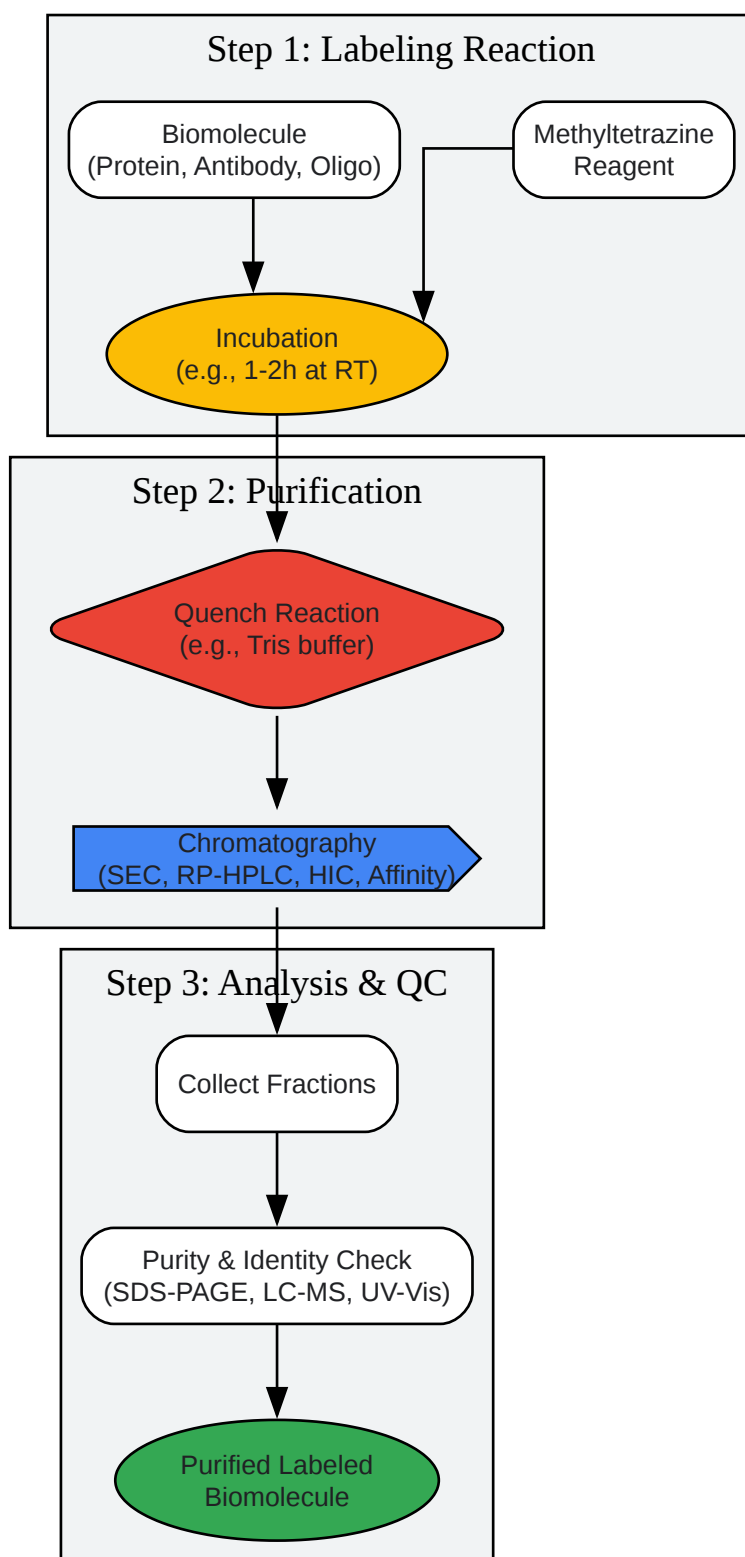 Step 1: Labeling Reaction
Biomolecule
(Protein, Antibody, Oligo)
Methyltetrazine
Reagent
Incubation
(e.g., 1-2h at RT)
Step 2: Purification
Quench Reaction
(e.g., Tris buffer)
Chromatography
(SEC, RP-HPLC, HIC, Affinity)
Step 3: Analysis & QC
Collect Fractions
Purity & Identity Check
(SDS-PAGE, LC-MS, UV-Vis)
Purified Labeled
Biomolecule